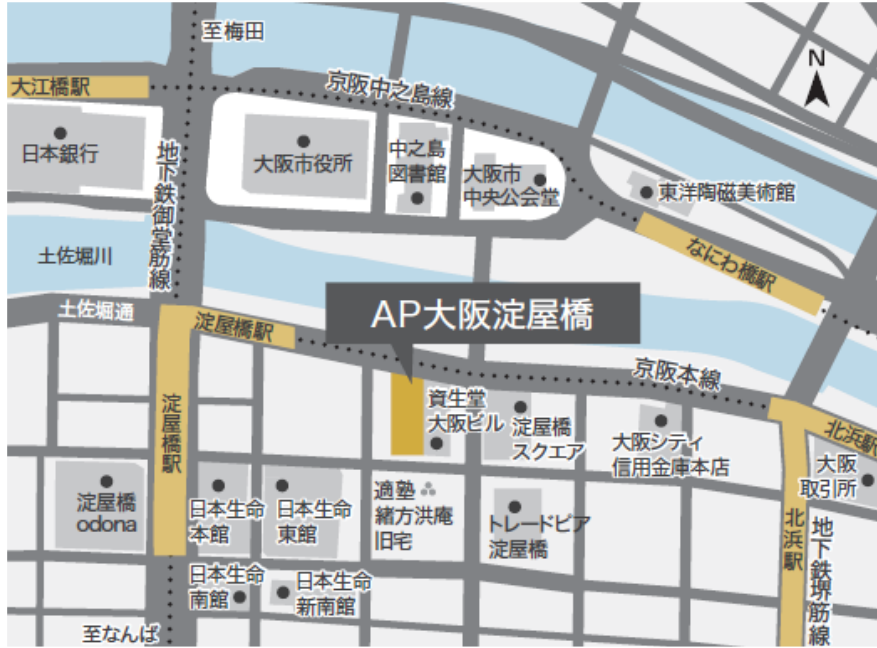 至梅田
N
大江橋駅
京阪中之島線
日本銀行
地下鉄御堂筋線
大阪市役所
中之島
図書館
大阪市
中央公会堂
東洋陶磁美術館
土佐堀川
なにわ橋駅
土佐堀通
淀屋橋駅
AP大阪淀屋橋
京阪本線
淀屋橋駅
資生堂
大阪ビル
淀屋橋
スクエア
大阪シティ
信用金庫本店
北浜駅
大阪
取引所
淀屋橋
odona
日本生命
本館
日本生命
東館
適塾
緒方洪庵
旧宅
トレードピア
淀屋橋
北浜駅
地下鉄堺筋線
日本生命
南館
日本生命
新南館
至なんば